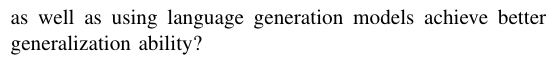 as well as using language generation models achieve better
generalization ability?